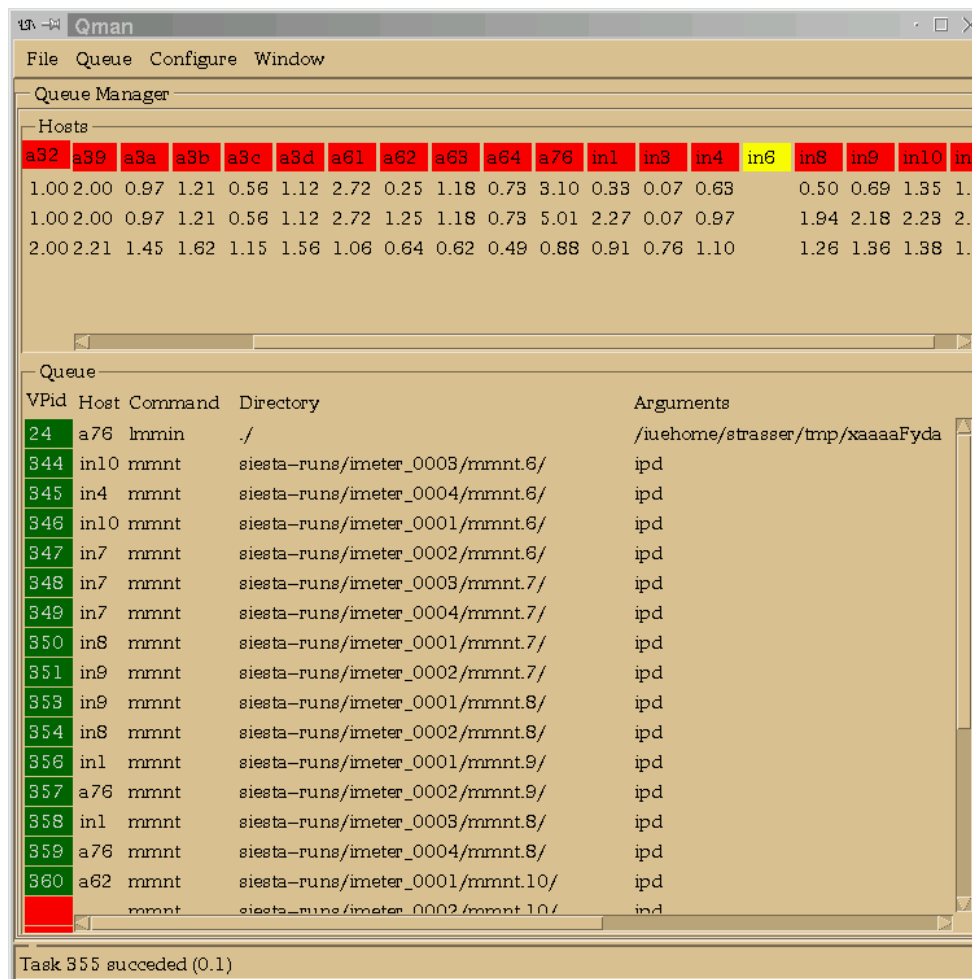 Qman
File Queue Configure Window
Queue Manager
Hosts
a32 a39 a3a a3b a3c a3d a61 a62 a63 a64 a76 in1 in3 in4 in6 in8 in9 in10 in
1.00 2.00 0.97 1.21 0.56 1.12 2.72 0.25 1.18 0.73 3.10 0.33 0.07 0.63 0.50 0.69 1.35 1.
1.00 2.00 0.97 1.21 0.56 1.12 2.72 1.25 1.18 0.73 5.01 2.27 0.07 0.97 1.94 2.18 2.23 2.
2.00 2.21 1.45 1.62 1.15 1.56 1.06 0.64 0.62 0.49 0.88 0.91 0.76 1.10 1.26 1.36 1.38 1.
Queue
VPid Host Command Directory Arguments
24 a76 lmmin ./ /iuehome/strasser/tmp/xaaaaFyda
344 in10 mmnt siesta-runs/imeter_0003/mmnt.6/ ipd
345 in4 mmnt siesta-runs/imeter_0004/mmnt.6/ ipd
346 in10 mmnt siesta-runs/imeter_0001/mmnt.6/ ipd
347 in7 mmnt siesta-runs/imeter_0002/mmnt.6/ ipd
348 in7 mmnt siesta-runs/imeter_0003/mmnt.7/ ipd
349 in7 mmnt siesta-runs/imeter_0004/mmnt.7/ ipd
350 in8 mmnt siesta-runs/imeter_0001/mmnt.7/ ipd
351 in9 mmnt siesta-runs/imeter_0002/mmnt.7/ ipd
353 in9 mmnt siesta-runs/imeter_0001/mmnt.8/ ipd
354 in8 mmnt siesta-runs/imeter_0002/mmnt.8/ ipd
356 in1 mmnt siesta-runs/imeter_0001/mmnt.9/ ipd
357 a76 mmnt siesta-runs/imeter_0002/mmnt.9/ ipd
358 in1 mmnt siesta-runs/imeter_0003/mmnt.8/ ipd
359 a76 mmnt siesta-runs/imeter_0004/mmnt.8/ ipd
360 a62 mmnt siesta-runs/imeter_0001/mmnt.10/ ipd
mmnt siesta-runs/imeter_0002/mmnt.10/ ipd
Task 355 succeded (0.1)